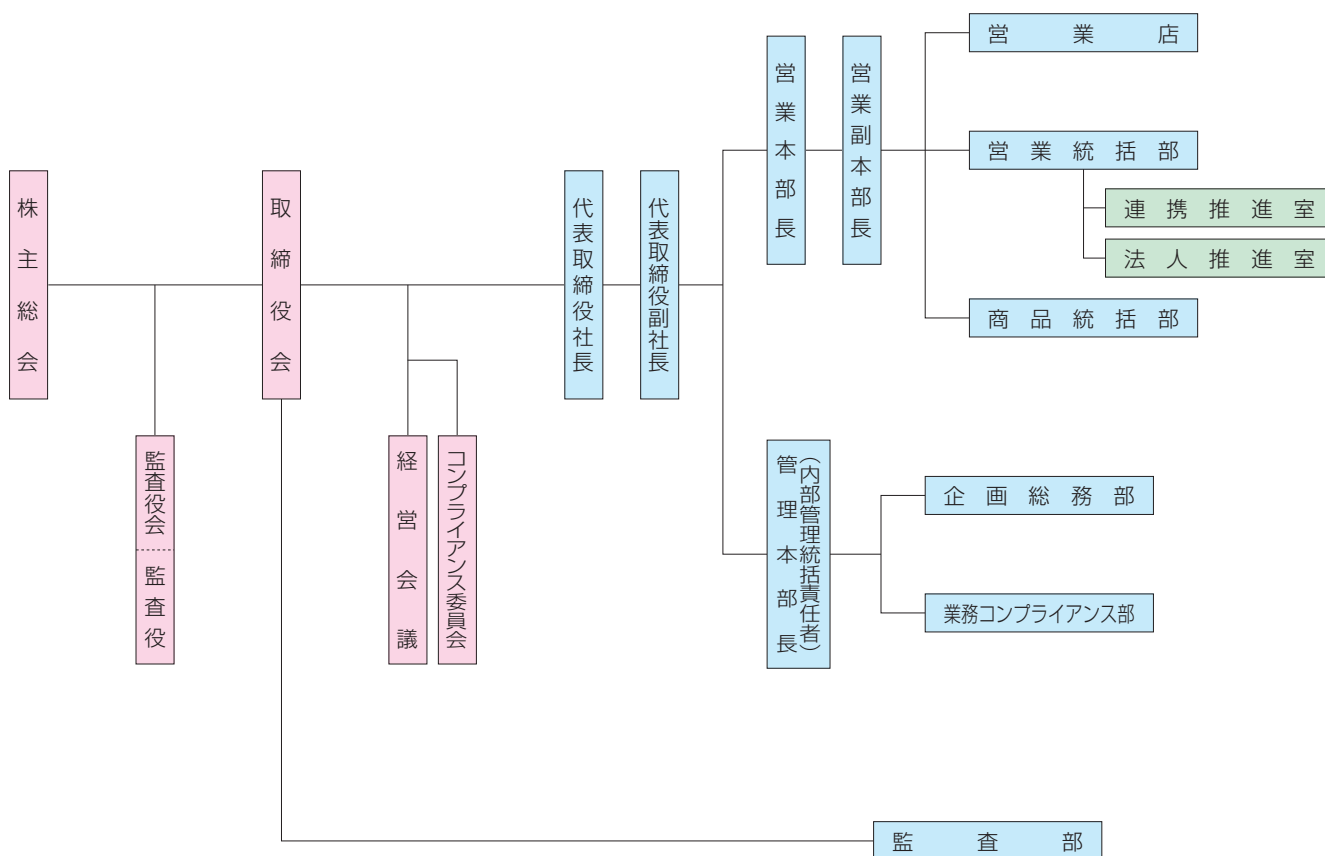 株主総会
監査役会
監査役
取締役会
経営会議
コンプライアンス委員会
代表取締役社長
代表取締役副社長
営業本部長
営業副本部長
営業店
営業統括部
連携推進室
法人推進室
商品統括部
管理本部長
(内部管理統括責任者)
企画総務部
業務コンプライアンス部
監査部